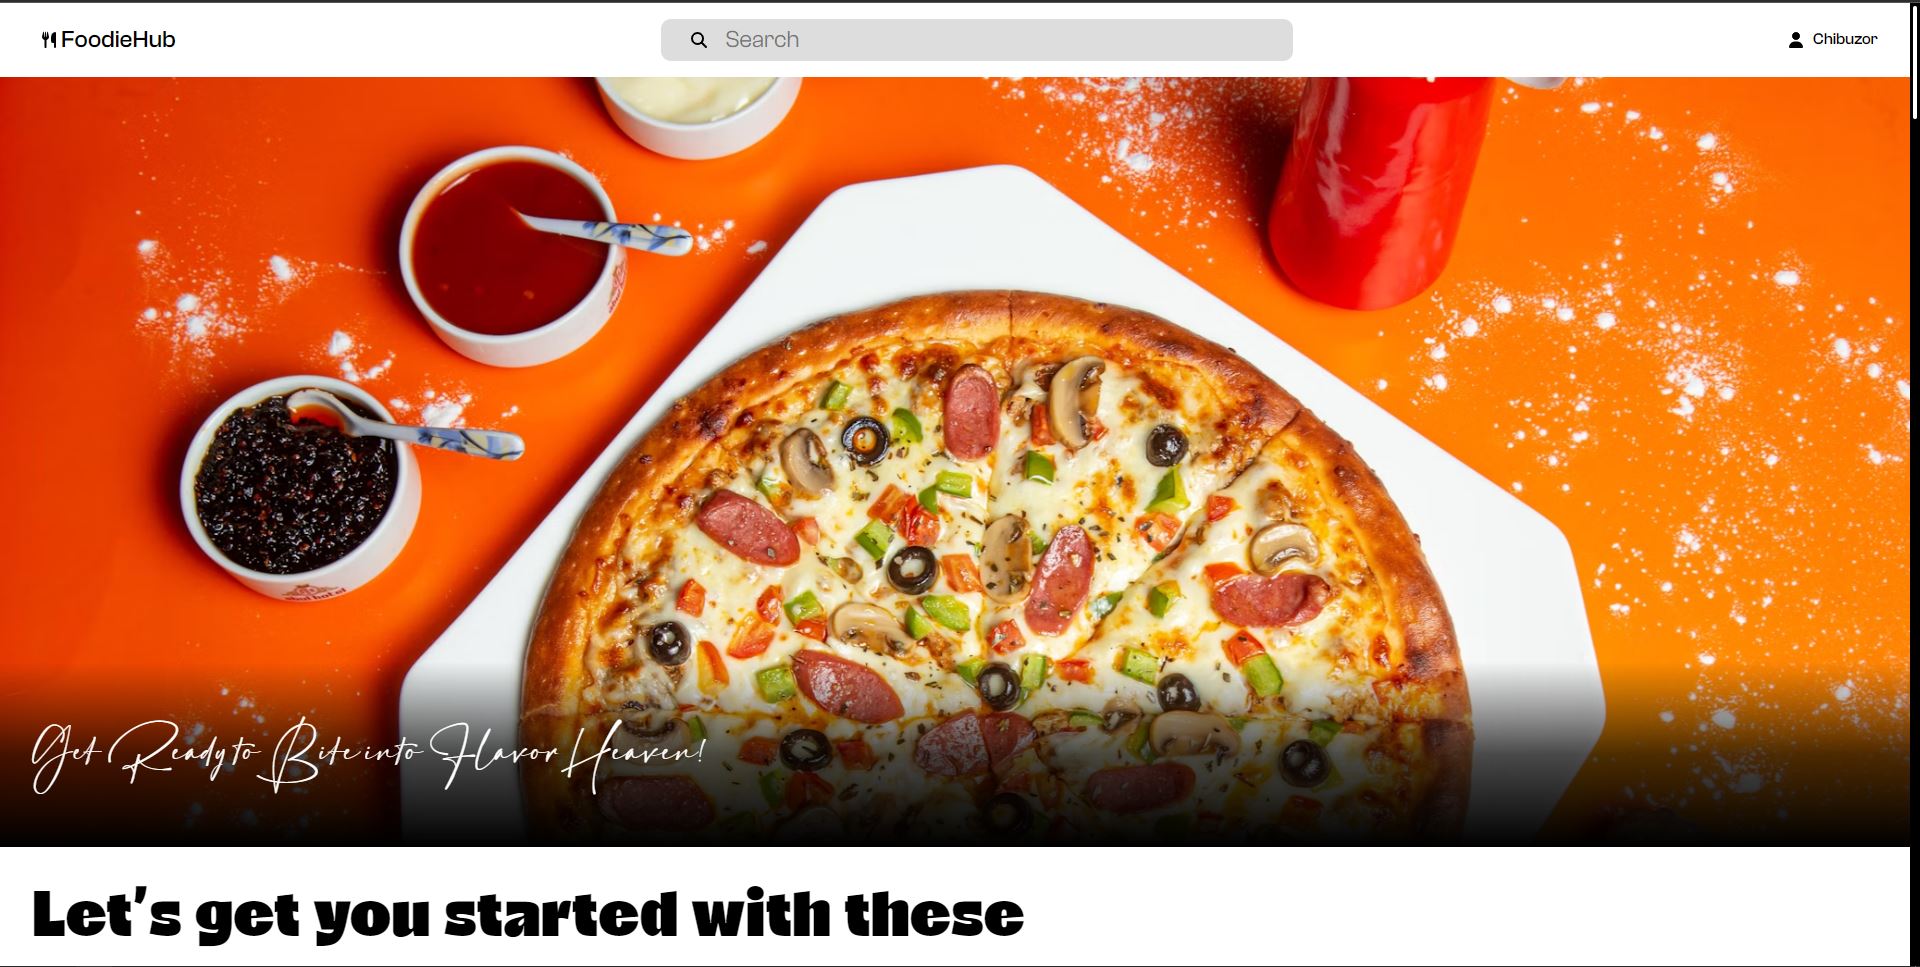 FoodieHub
Search
Chibuzor
Get Ready to Bite into Flavor Heaven!
Let's get you started with these